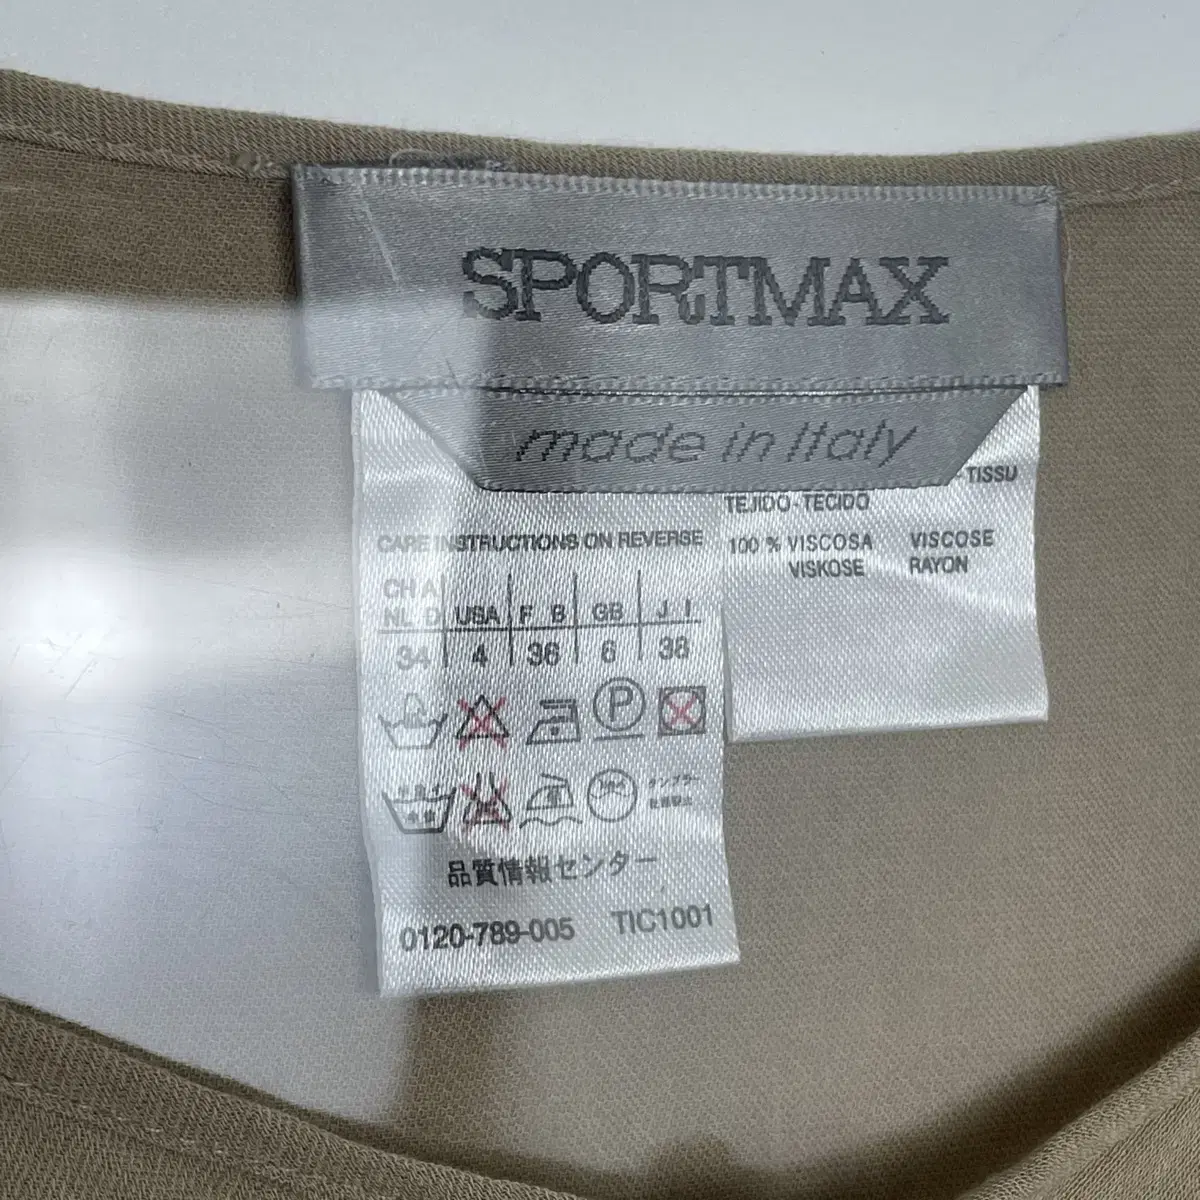 SPORTMAX
made in Italy
-TISSU
TEJIDO-TECIDO
100 % VISCOSA VISCOSE
VISKOSE RAYON
CARE INSTRUCTIONS ON REVERSE
CH A
NL D USA F B GB J I
34 4 36 6 38
P
品質情報センター
0120-789-005 TIC1001